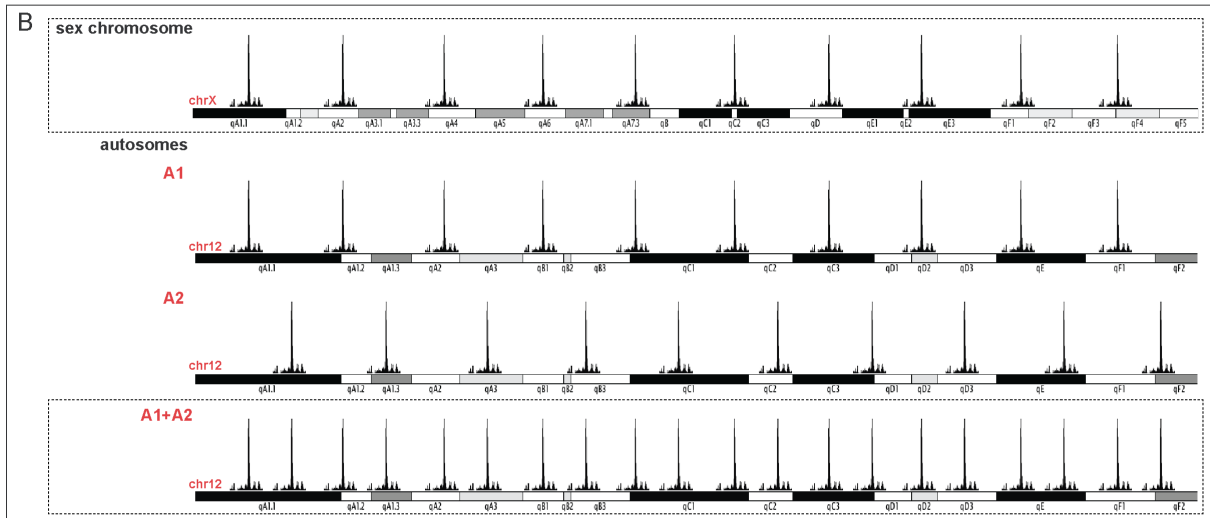 B
sex chromosome
chrX
qA1.1 qA1.2 qA2 qA3.1 qA3.3 qA4 qA5 qA6 qA7.1 qA7.3 qB qC1 qC2 qC3 qD qE1 qE2 qE3 qF1 qF2 qF3 qF4 qF5
autosomes
A1
chr12
qA1.1 qA1.2 qA1.3 qA2 qA3 qB1 qB2 qB3 qC1 qC2 qC3 qD1 qD2 qD3 qE qF1 qF2
A2
chr12
qA1.1 qA1.2 qA1.3 qA2 qA3 qB1 qB2 qB3 qC1 qC2 qC3 qD1 qD2 qD3 qE qF1 qF2
A1+A2
chr12
qA1.1 qA1.2 qA1.3 qA2 qA3 qB1 qB2 qB3 qC1 qC2 qC3 qD1 qD2 qD3 qE qF1 qF2